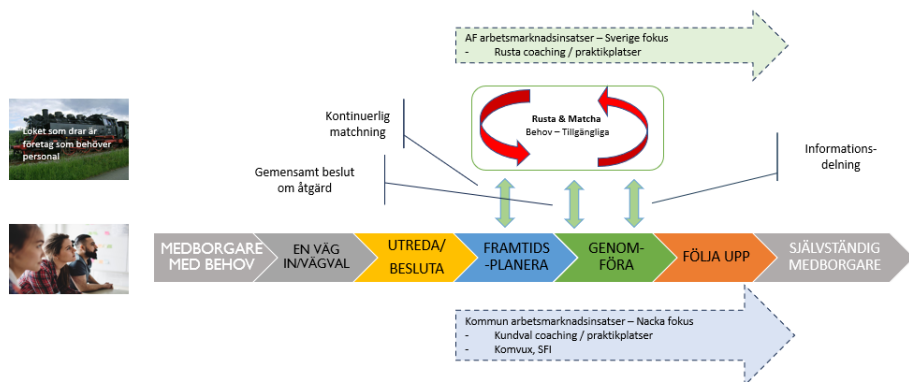 AF arbetsmarknadsinsatser – Sverige fokus
- Rusta coaching / praktikplatser
Loket som drar är
företag som behöver
personal
Kontinuerlig
matchning
Rusta & Matcha
Behov – Tillgängliga
Gemensamt beslut
om åtgärd
Informations-
delning
MEDBORGARE
MED BEHOV
EN VÄG
IN/VÄGVAL
UTREDA/
BESLUTA
FRAMTIDS
-PLANERA
GENOM-
FÖRA
FÖLJA UPP
SJÄLVSTÄNDIG
MEDBORGARE
Kommun arbetsmarknadsinsatser – Nacka fokus
- Kundval coaching / praktikplatser
- Komvux, SFI